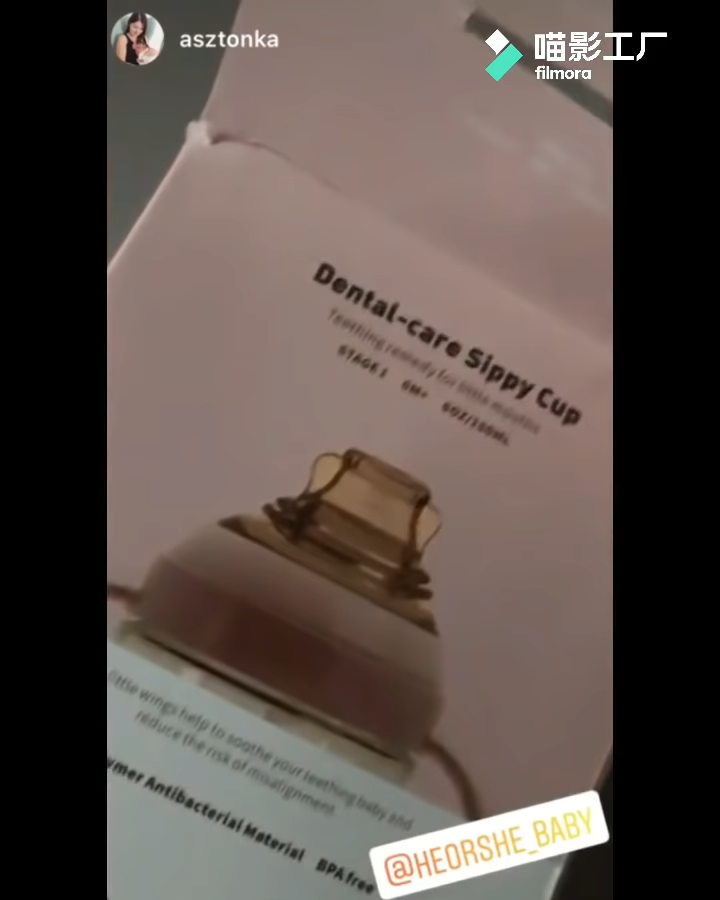 asztonka
喵影工厂
filmora
Dental-care Sippy Cup
Teething remedy for little mouths
STAGE 1 6M+ 6OZ/180ML
little wings help to soothe your teething baby and
reduce the risk of misalignment
ymer Antibacterial Material BPA free
@HEORSHE_BABY